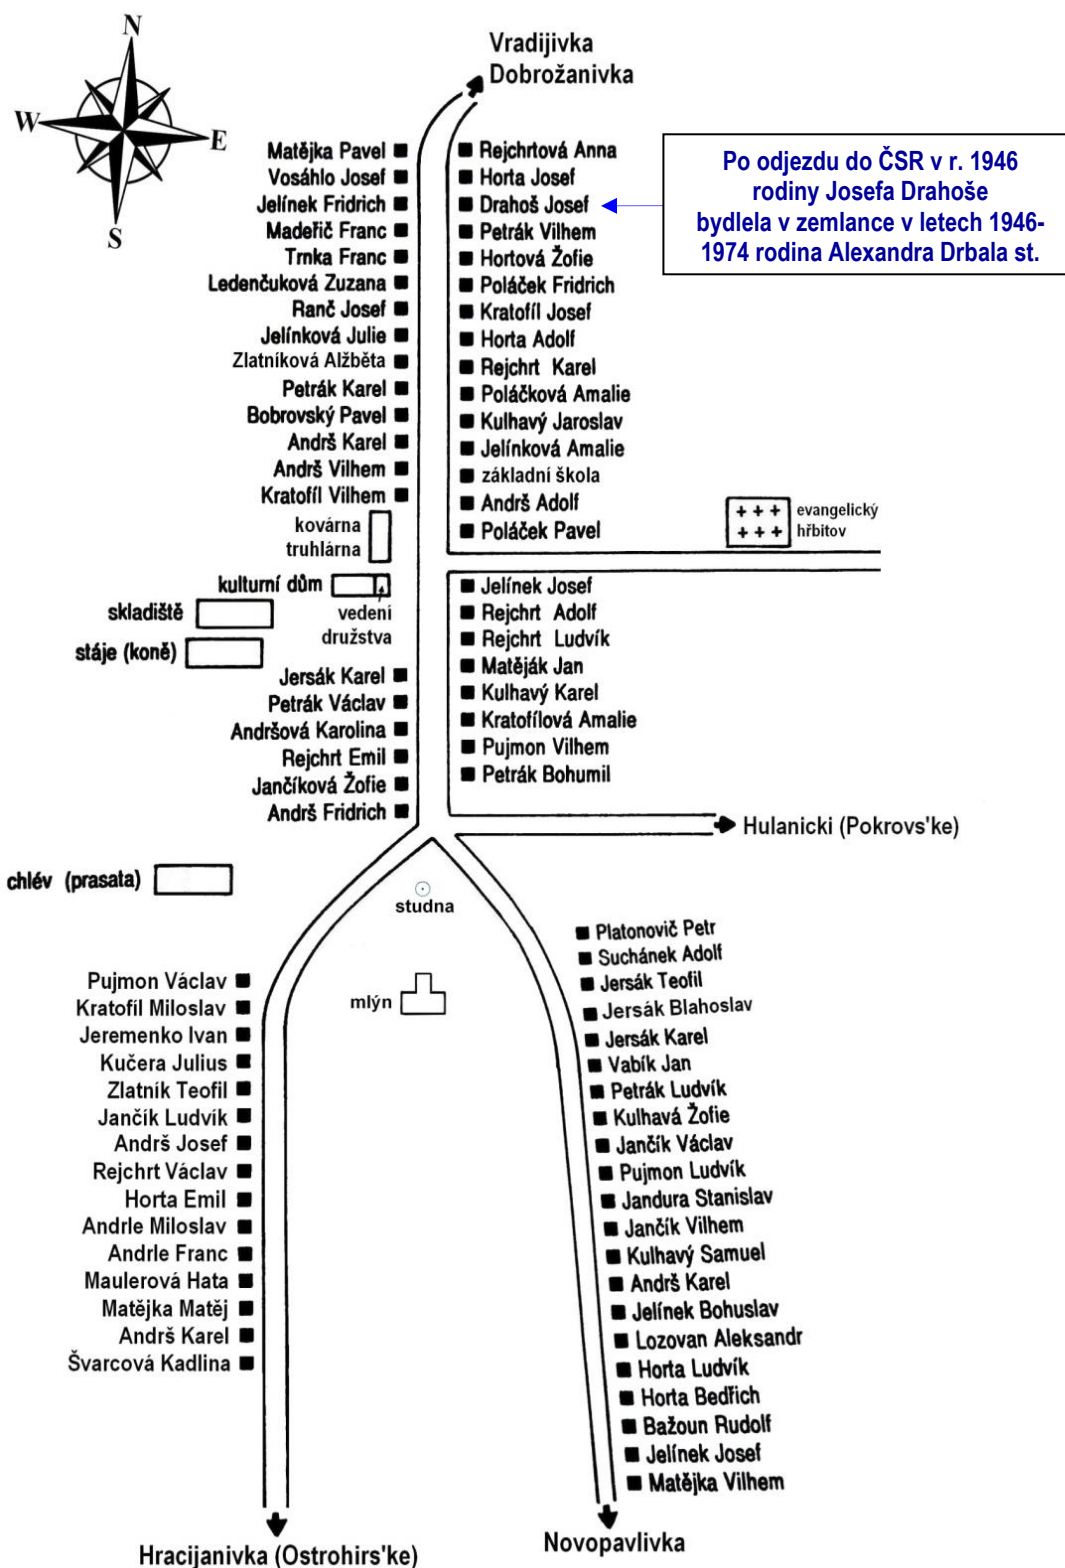 N
W
E
S
Vradijivka
Dobrožanivka
Po odjezdu do ČSR v r. 1946
rodiny Josefa Drahoše
bydlela v zemlance v letech 1946-
1974 rodina Alexandra Drbala st.
Matějka Pavel
Vosáhlo Josef
Jelínek Fridrich
Madeřič Franc
Trnka Franc
Ledenčuková Zuzana
Ranč Josef
Jelínková Julie
Zlatníková Alžběta
Petrák Karel
Bobrovský Pavel
Andrš Karel
Andrš Vilhem
Kratofíl Vilhem
kovárna
truhlárna
kulturní dům
vedení
družstva
skladiště
stáje (koně)
Jersák Karel
Petrák Václav
Andršová Karolina
Rejchrt Emil
Jančíková Žofie
Andrš Fridrich
Rejchrtová Anna
Horta Josef
Drahoš Josef
Petrák Vilhem
Hortová Žofie
Poláček Fridrich
Kratofíl Josef
Horta Adolf
Rejchrt Karel
Poláčková Amalie
Kulhavý Jaroslav
Jelínková Amalie
základní škola
Andrš Adolf
Poláček Pavel
evangelický
hřbitov
Jelínek Josef
Rejchrt Adolf
Rejchrt Ludvík
Matěják Jan
Kulhavý Karel
Kratofílová Amalie
Pujmon Vilhem
Petrák Bohumil
Hulanicki (Pokrovs'ke)
chlév (prasata)
studna
mlýn
Pujmon Václav
Kratofíl Miloslav
Jeremenko Ivan
Kučera Julius
Zlatník Teofil
Jančík Ludvík
Andrš Josef
Rejchrt Václav
Horta Emil
Andrle Miloslav
Andrle Franc
Maulerová Hata
Matějka Matěj
Andrš Karel
Švarcová Kadlina
Platonovič Petr
Suchánek Adolf
Jersák Teofil
Jersák Blahoslav
Jersák Karel
Vabík Jan
Petrák Ludvík
Kulhavá Žofie
Jančík Václav
Pujmon Ludvík
Jandura Stanislav
Jančík Vilhem
Kulhavý Samuel
Andrš Karel
Jelínek Bohuslav
Lozovan Aleksandr
Horta Ludvík
Horta Bedřich
Bažoun Rudolf
Jelínek Josef
Matějka Vilhem
Hracijanivka (Ostrohirs'ke)
Novopavlivka